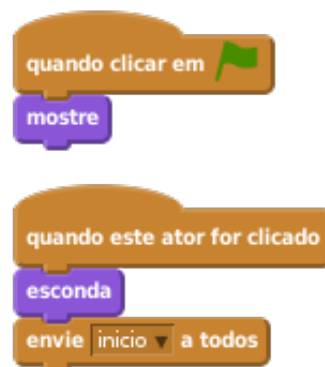 quando clicar em
mostre
quando este ator for clicado
esconda
envie inicio a todos